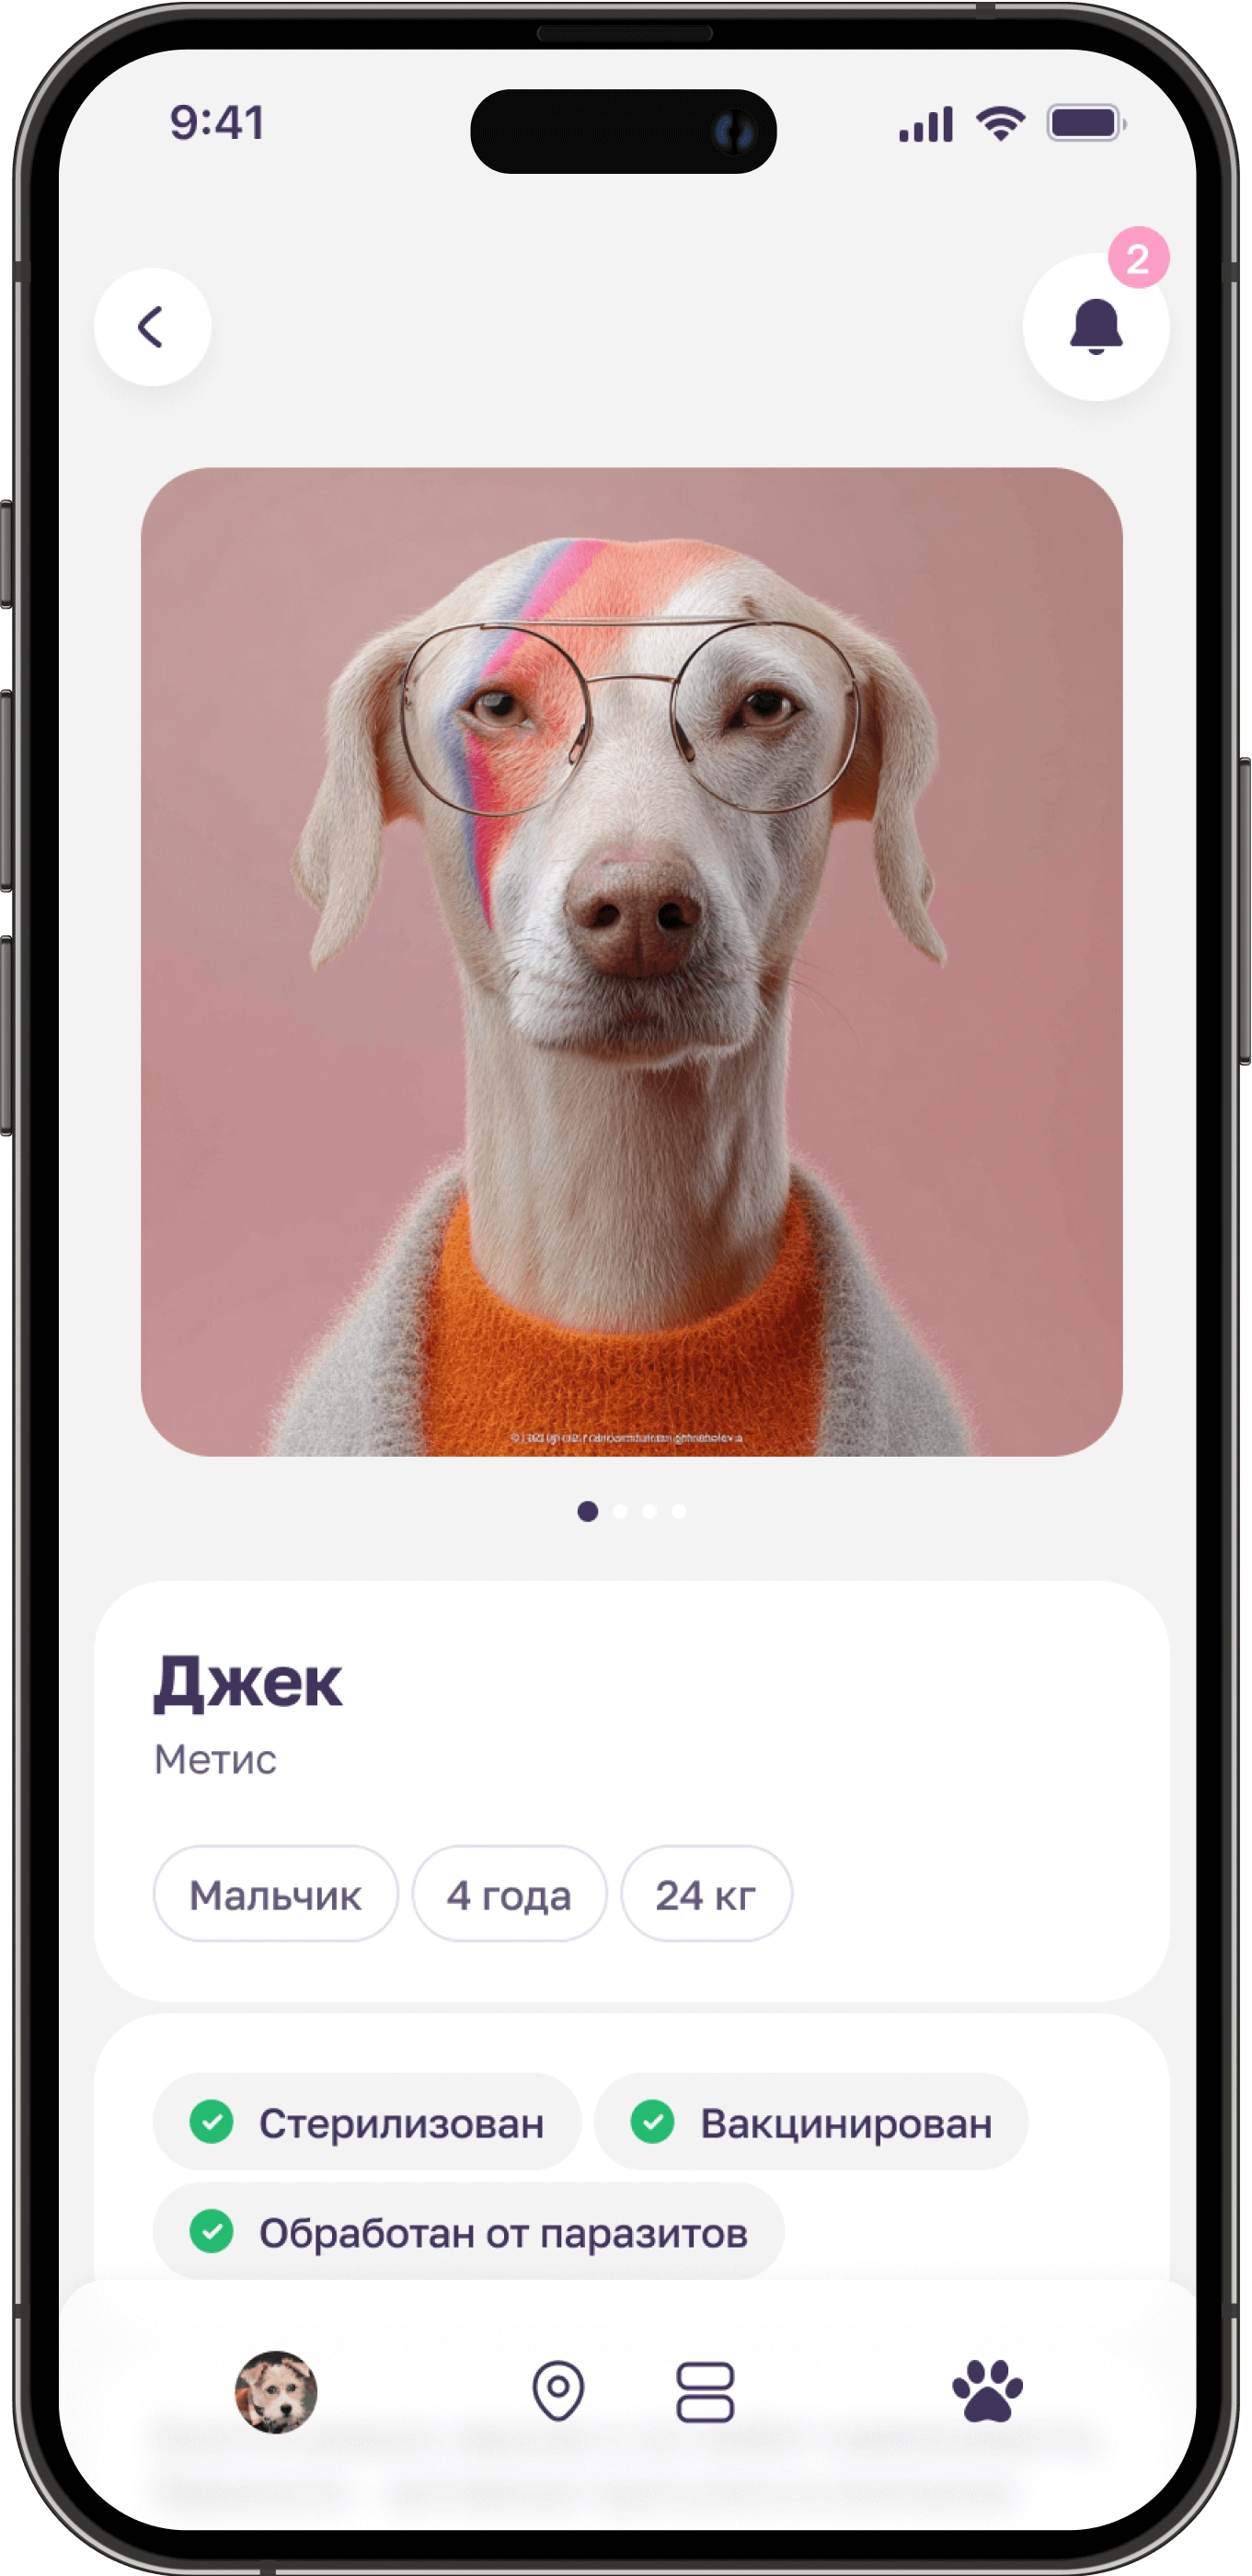 9:41
2
Джек
Метис
Мальчик 4 года 24 кг
Стерилизован Вакцинирован
Обработан от паразитов